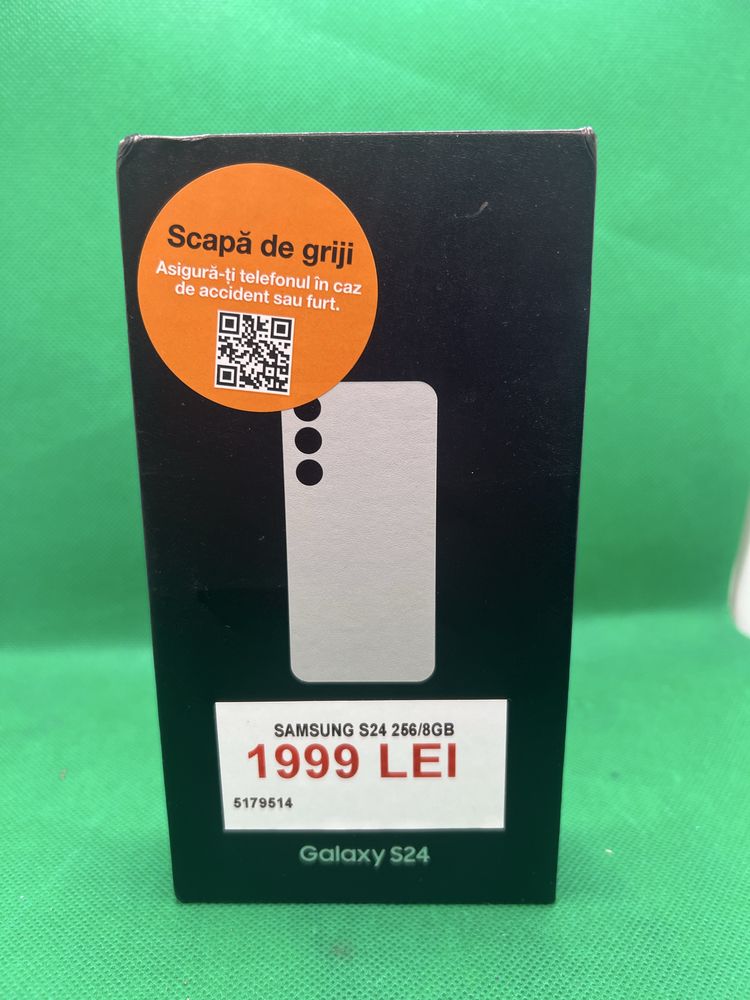 Scapă de griji
Asigură-ți telefonul în caz
de accident sau furt.
SAMSUNG S24 256/8GB
1999 LEI
5179514
Galaxy S24